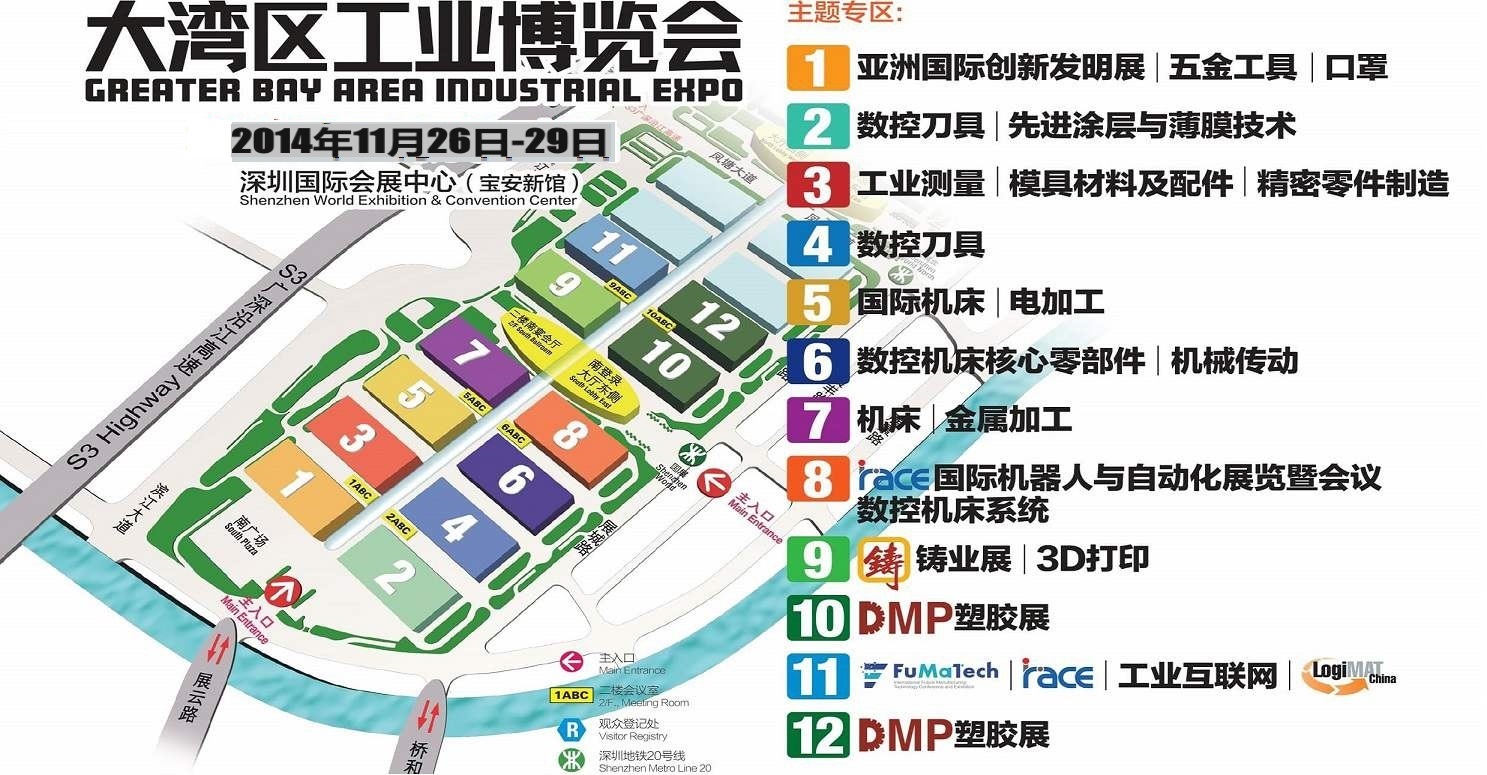 大湾区工业博览会
GREATER BAY AREA INDUSTRIAL EXPO
2014年11月26日-29日
深圳国际会展中心（宝安新馆）
Shenzhen World Exhibition & Convention Center
主题专区:
1 亚洲国际创新发明展|五金工具|口罩
2 数控刀具|先进涂层与薄膜技术
3 工业测量|模具材料及配件|精密零件制造
4 数控刀具
5 国际机床|电加工
6 数控机床核心零部件|机械传动
7 机床|金属加工
8 irace国际机器人与自动化展览暨会议
数控机床系统
9 铸 铸业展|3D打印
10 DMP塑胶展
11 FuMaTech|irace|工业互联网|LogiMAT China
International Future Manufacturing
Technology Conference and Exhibition
12 DMP塑胶展
凤塘大道
11
9ABC
9
10ABC
12
10
二楼南宴会厅
2/F South Ballroom
南登录
大厅东侧
South Lobby East
7
5ABC
5
6ABC
8
3
1ABC
6
1
2ABC
4
2
S3 广深沿江高速
S3 Highway
滨江大道
南广场
South Plaza
主入口
Main Entrance
国展
Shenzhen
World
主入口
Main Entrance
展城路
展云路
桥和
主入口
Main Entrance
1ABC
二楼会议室
2/F., Meeting Room
R
观众登记处
Visitor Registry
深圳地铁20号线
Shenzhen Metro Line 20